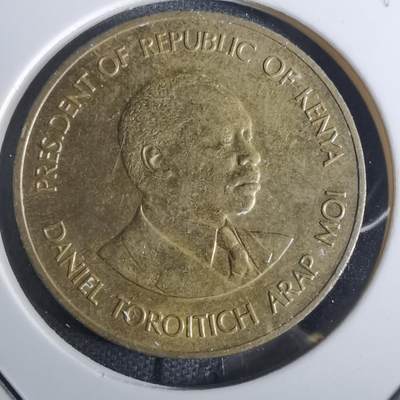 PRESIDENT OF REPUBLIC OF KENYA
DANIEL TOROITICH ARAP MOI